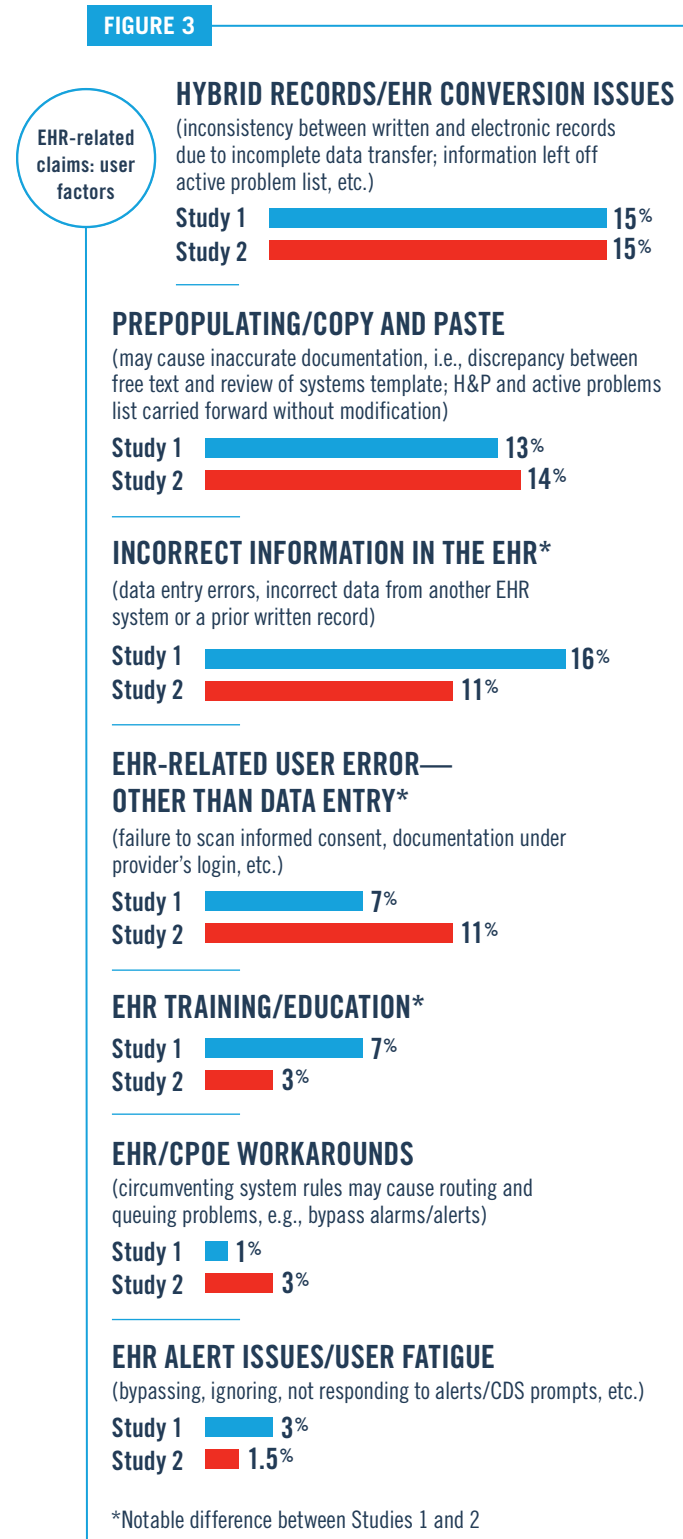 FIGURE 3
EHR-related
claims: user
factors
HYBRID RECORDS/EHR CONVERSION ISSUES
(inconsistency between written and electronic records
due to incomplete data transfer; information left off
active problem list, etc.)
Study 1 15%
Study 2 15%
PREPOPULATING/COPY AND PASTE
(may cause inaccurate documentation, i.e., discrepancy between
free text and review of systems template; H&P and active problems
list carried forward without modification)
Study 1 13%
Study 2 14%
INCORRECT INFORMATION IN THE EHR*
(data entry errors, incorrect data from another EHR
system or a prior written record)
Study 1 16%
Study 2 11%
EHR-RELATED USER ERROR—
OTHER THAN DATA ENTRY*
(failure to scan informed consent, documentation under
provider's login, etc.)
Study 1 7%
Study 2 11%
EHR TRAINING/EDUCATION*
Study 1 7%
Study 2 3%
EHR/CPOE WORKAROUNDS
(circumventing system rules may cause routing and
queuing problems, e.g., bypass alarms/alerts)
Study 1 1%
Study 2 3%
EHR ALERT ISSUES/USER FATIGUE
(bypassing, ignoring, not responding to alerts/CDS prompts, etc.)
Study 1 3%
Study 2 1.5%
*Notable difference between Studies 1 and 2